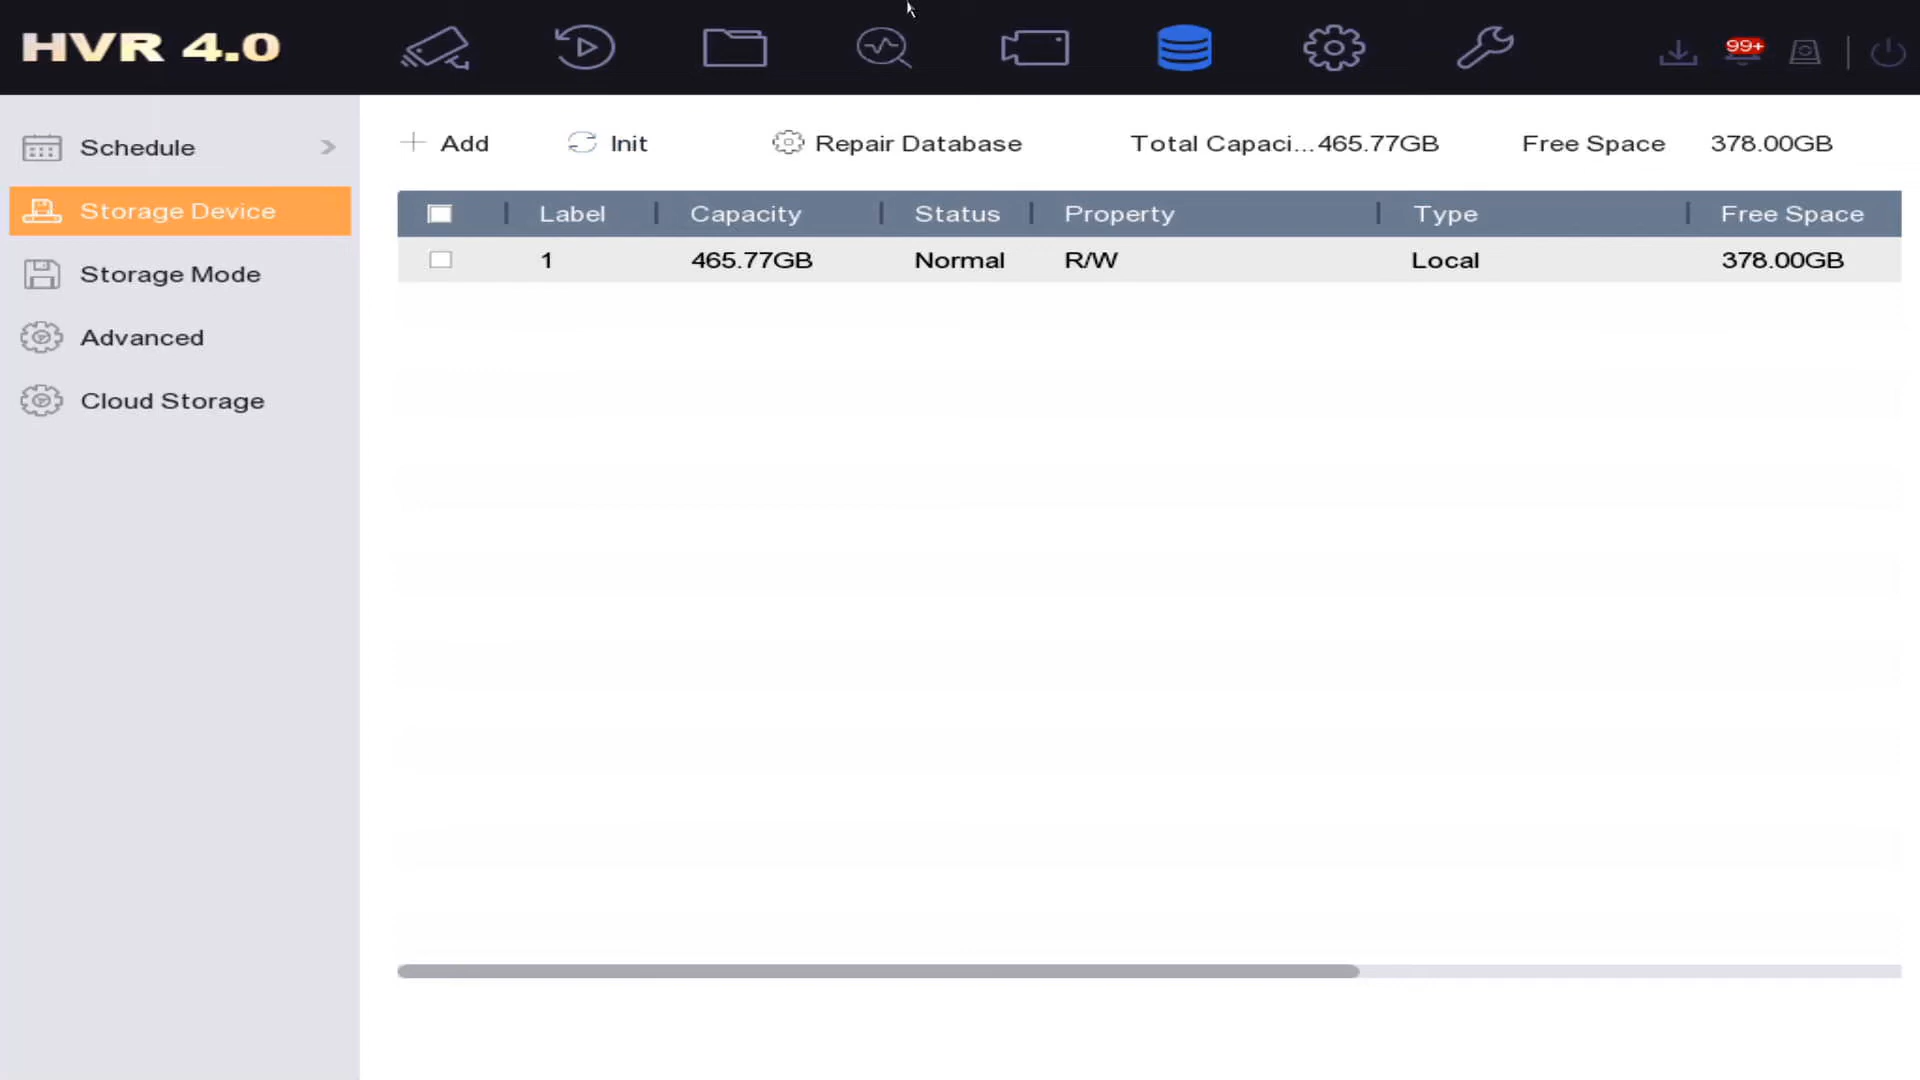 HVR 4.0
99+
Schedule
Storage Device
Storage Mode
Advanced
Cloud Storage
Add Init Repair Database Total Capaci...465.77GB Free Space 378.00GB
Label Capacity Status Property Type Free Space
1 465.77GB Normal R/W Local 378.00GB